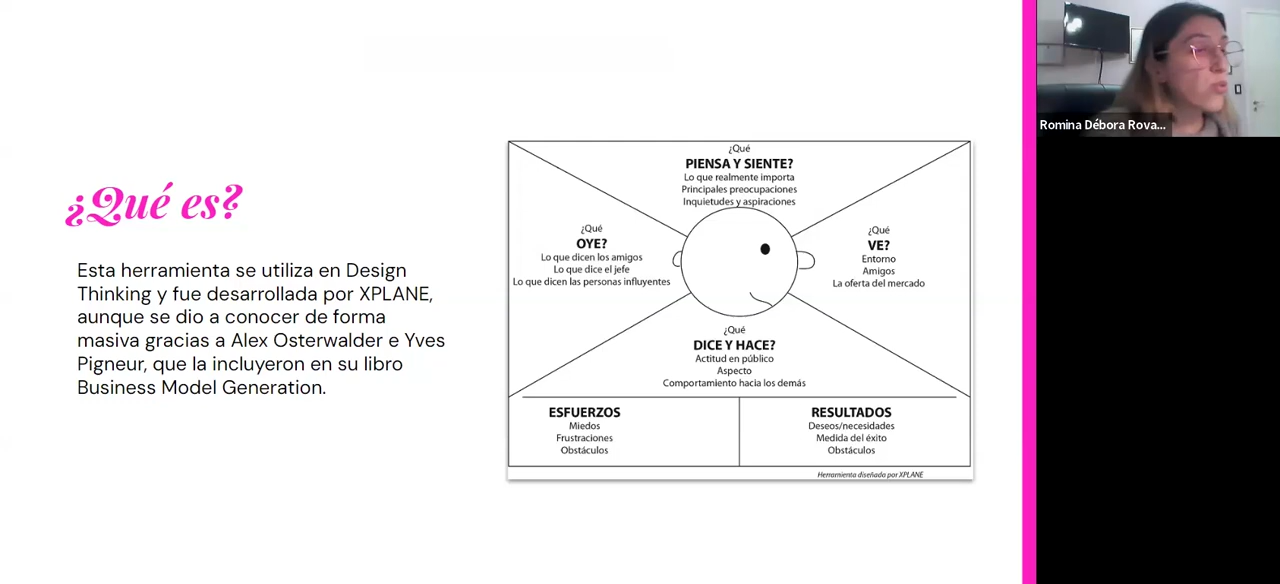 ¿Qué es?
Esta herramienta se utiliza en Design
Thinking y fue desarrollada por XPLANE,
aunque se dio a conocer de forma
masiva gracias a Alex Osterwalder e Yves
Pigneur, que la incluyeron en su libro
Business Model Generation.
¿Qué
PIENSA Y SIENTE?
Lo que realmente importa
Principales preocupaciones
Inquietudes y aspiraciones
¿Qué
OYE?
Lo que dicen los amigos
Lo que dice el jefe
Lo que dicen las personas influyentes
¿Qué
VE?
Entorno
Amigos
La oferta del mercado
¿Qué
DICE Y HACE?
Actitud en público
Aspecto
Comportamiento hacia los demás
ESFUERZOS
Miedos
Frustraciones
Obstáculos
RESULTADOS
Deseos/necesidades
Medida del éxito
Obstáculos
Herramienta diseñada por XPLANE
Romina Débora Rova...